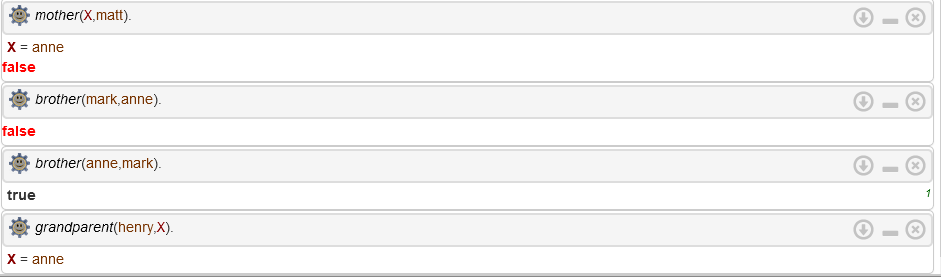 mother(X,matt).
X = anne
false
brother(mark,anne).
false
brother(anne,mark).
true 1
grandparent(henry,X).
X = anne